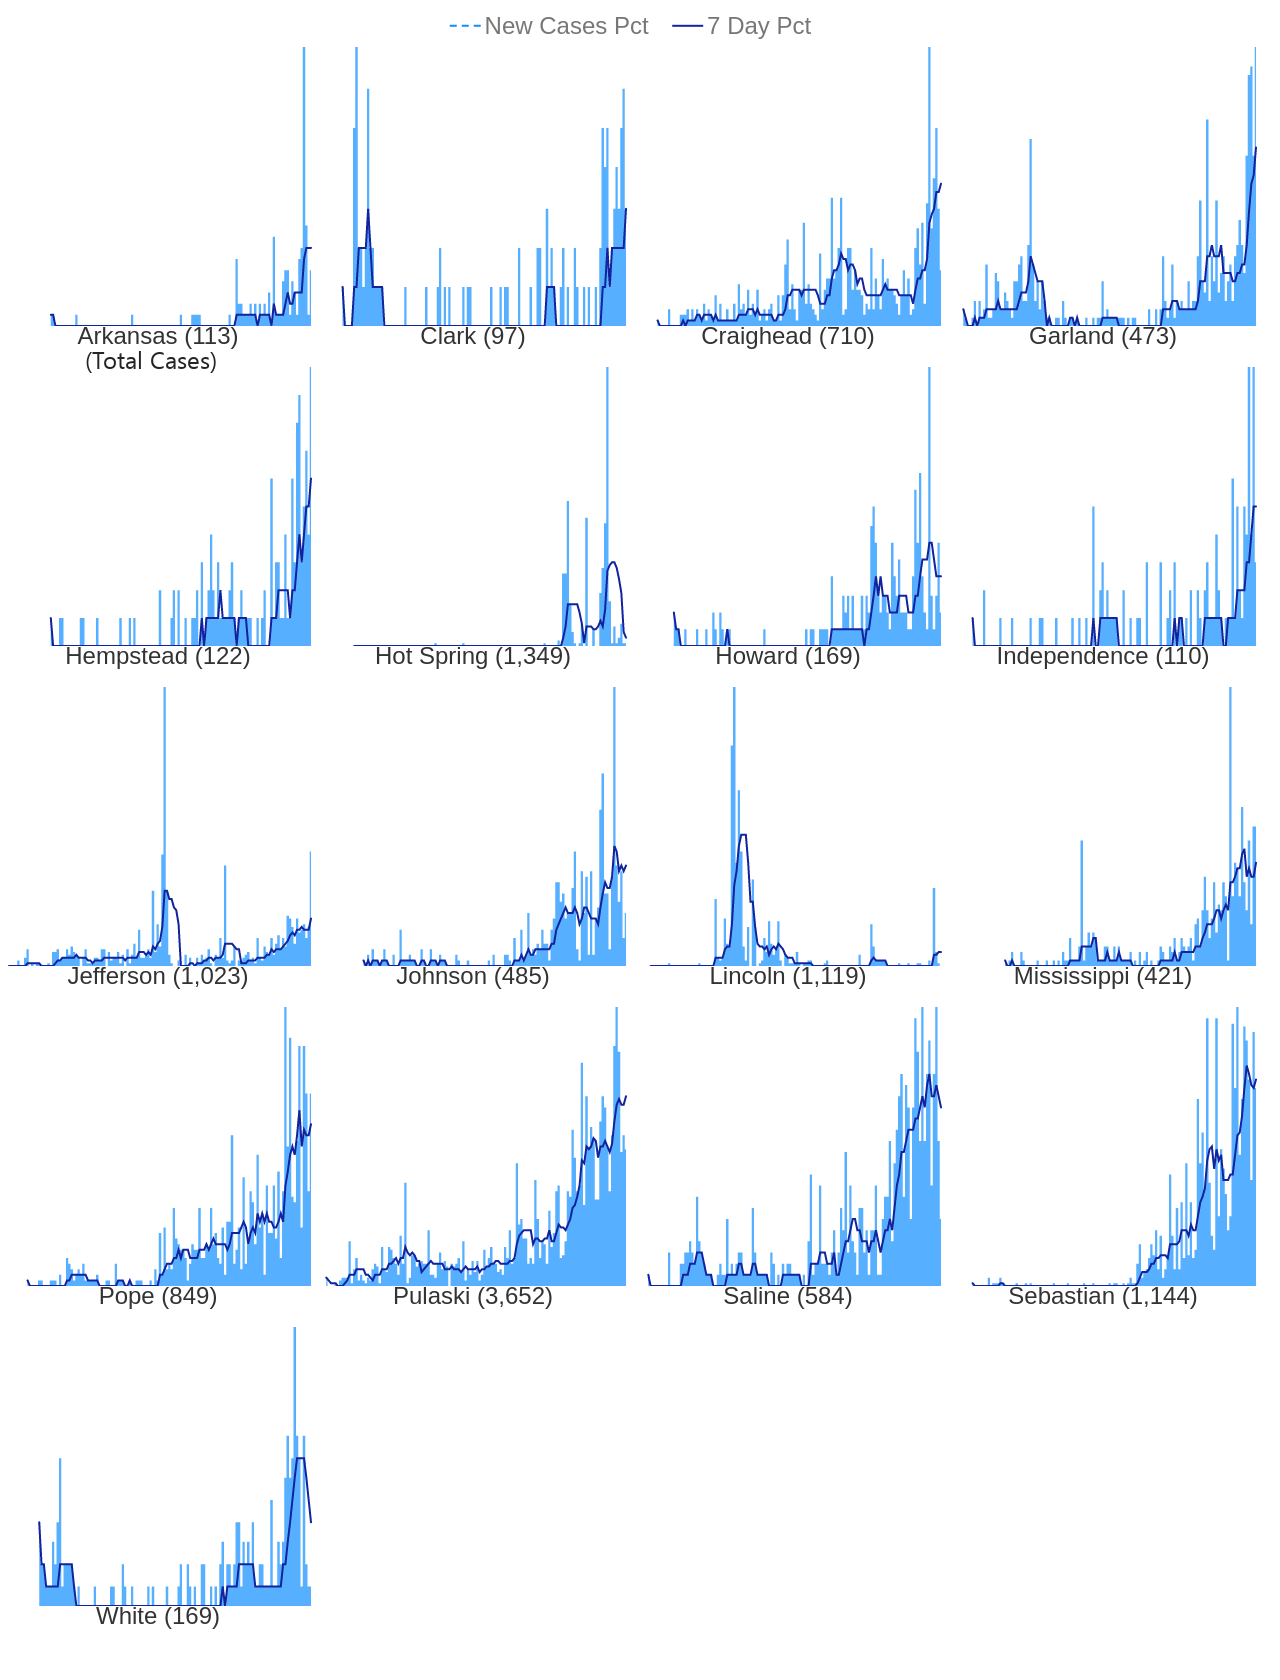 New Cases Pct 7 Day Pct
Arkansas (113) Clark (97) Craighead (710) Garland (473)
(Total Cases)
Hempstead (122) Hot Spring (1,349) Howard (169) Independence (110)
Jefferson (1,023) Johnson (485) Lincoln (1,119) Mississippi (421)
Pope (849) Pulaski (3,652) Saline (584) Sebastian (1,144)
White (169)